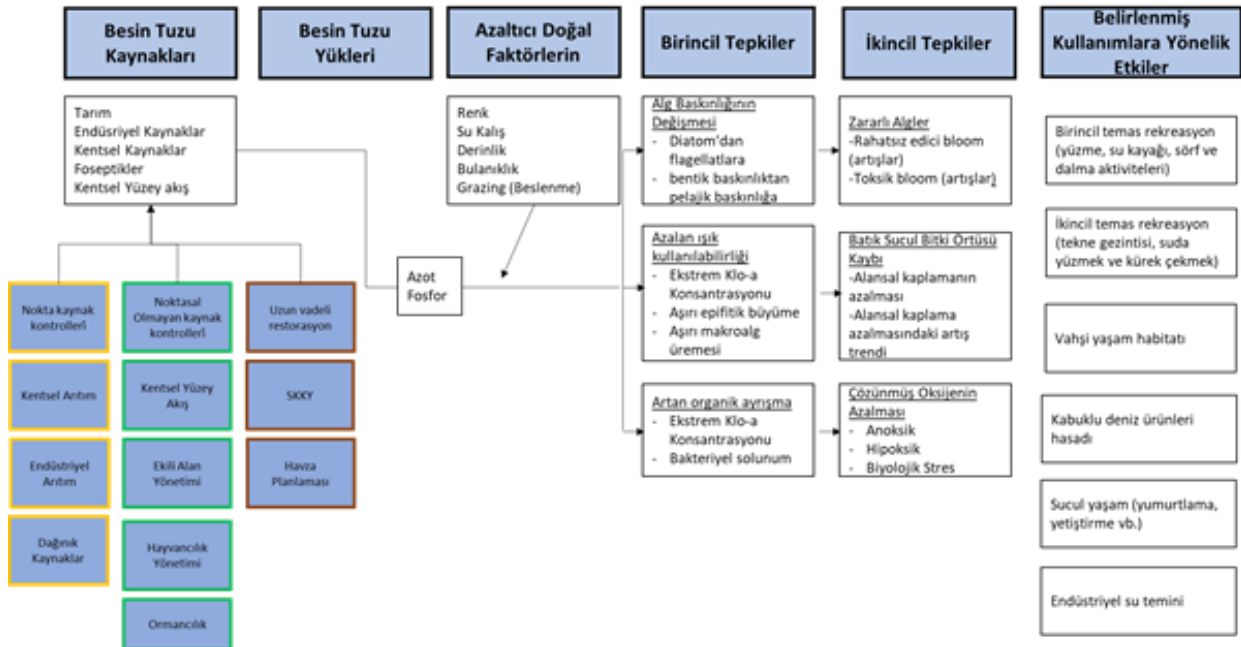 Besin Tuzu
Kaynakları
Besin Tuzu
Yükleri
Azaltıcı Doğal
Faktörlerin
Birincil Tepkiler
İkincil Tepkiler
Belirlenmiş
Kullanımlara Yönelik
Etkiler
Tarım
Endüsriyel Kaynaklar
Kentsel Kaynaklar
Foseptikler
Kentsel Yüzey akış
Nokta kaynak
kontrolleri
Kentsel Arıtım
Endüstriyel
Arıtım
Dağınık
Kaynaklar
Noktasal
Olmayan kaynak
kontrolleri
Kentsel Yüzey
Akış
Ekili Alan
Yönetimi
Hayvancılık
Yönetimi
Ormancılık
Uzun vadeli
restorasyon
SKKY
Havza
Planlaması
Azot
Fosfor
Renk
Su Kalış
Derinlik
Bulanıklık
Grazing (Beslenme)
Alg Baskınlığının
Değişmesi
- Diatom'dan
flagellatlara
- bentik baskınlıktan
pelajik baskınlığa
Azalan ışık
kullanılabilirliği
- Ekstrem Klo-a
Konsantrasyonu
- Aşırı epifitik büyüme
- Aşırı makroalg
üremesi
Artan organik ayrışma
- Ekstrem Klo-a
Konsantrasyonu
- Bakteriyel solunum
Zararlı Algler
-Rahatsız edici bloom
(artışlar)
-Toksik bloom (artışlar)
Batık Sucul Bitki Örtüsü
Kaybı
-Alansal kaplamanın
azalması
-Alansal kaplama
azalmasındaki artış
trendi
Çözünmüş Oksijenin
Azalması
- Anoksik
- Hipoksik
- Biyolojik Stres
Birincil temas rekreasyon
(yüzme, su kayağı, sörf ve
dalma aktiviteleri)
İkincil temas rekreasyon
(tekne gezintisi, suda
yüzmek ve kürek çekmek)
Vahşi yaşam habitatı
Kabuklu deniz ürünleri
hasadı
Sucul yaşam (yumurtlama,
yetiştirme vb.)
Endüstriyel su temini